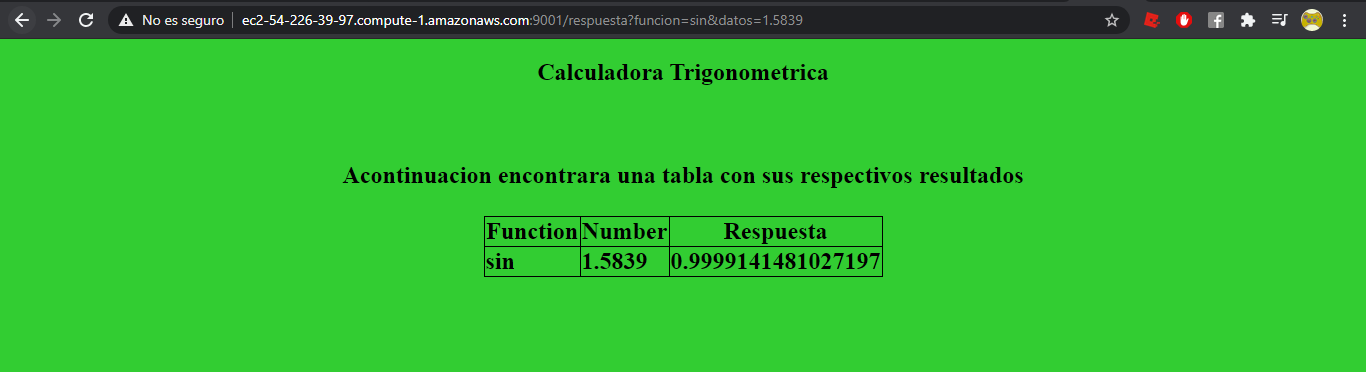 No es seguro | ec2-54-226-39-97.compute-1.amazonaws.com:9001/respuesta?funcion=sin&datos=1.5839
Calculadora Trigonometrica
Acontinuacion encontrara una tabla con sus respectivos resultados
Function Number Respuesta
sin 1.5839 0.9999141481027197